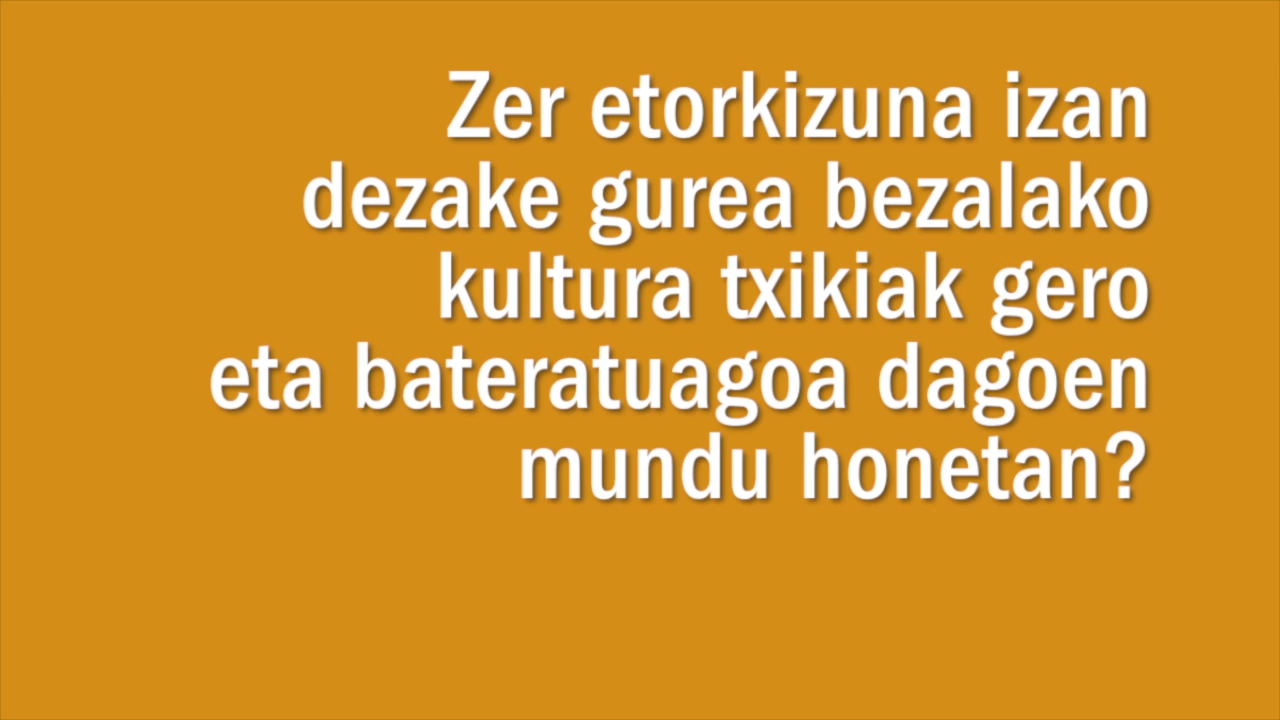 Zer etorkizuna izan
dezake gurea bezalako
kultura txikiak gero
eta bateratuagoa dagoen
mundu honetan?